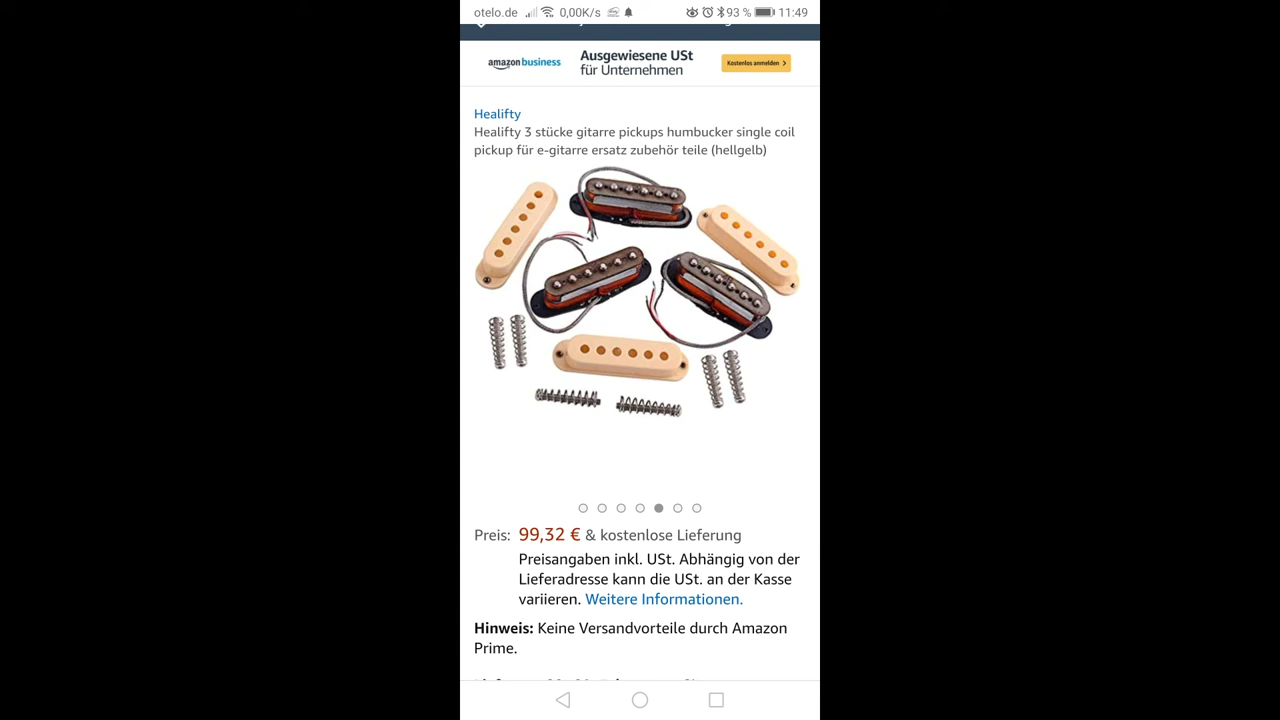 otelo.de 0,00K/s 93 % 11:49
amazon business
Ausgewiesene USt
für Unternehmen
Kostenlos anmelden
Healifty
Healifty 3 stücke gitarre pickups humbucker single coil
pickup für e-gitarre ersatz zubehör teile (hellgelb)
Preis: 99,32 € & kostenlose Lieferung
Preisangaben inkl. USt. Abhängig von der
Lieferadresse kann die USt. an der Kasse
variieren. Weitere Informationen.
Hinweis: Keine Versandvorteile durch Amazon
Prime.